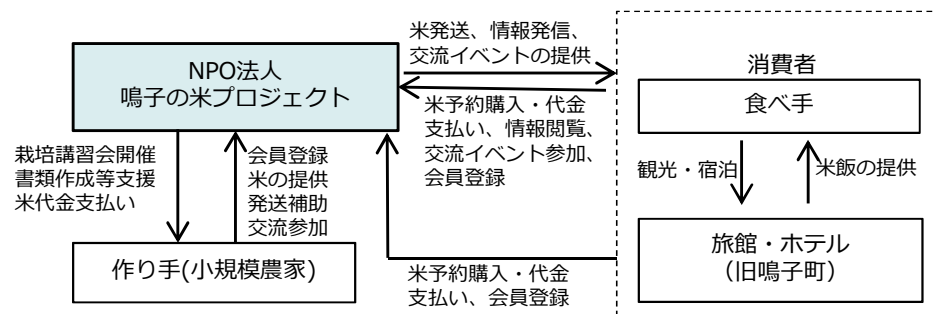 NPO法人
鳴子の米プロジェクト
米発送、情報発信、
交流イベントの提供
消費者
食べ手
米予約購入・代金
支払い、情報閲覧、
交流イベント参加、
会員登録
栽培講習会開催
書類作成等支援
米代金支払い
会員登録
米の提供
発送補助
交流参加
観光・宿泊
米飯の提供
作り手(小規模農家)
米予約購入・代金
支払い、会員登録
旅館・ホテル
（旧鳴子町）